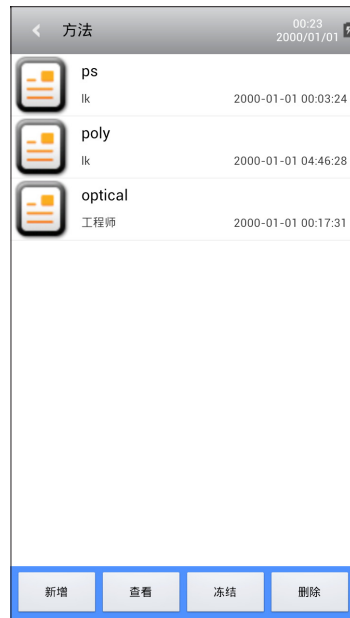 方法
00:23
2000/01/01
ps
lk 2000-01-01 00:03:24
poly
lk 2000-01-01 04:46:28
optical
工程师 2000-01-01 00:17:31
新增 查看 冻结 删除